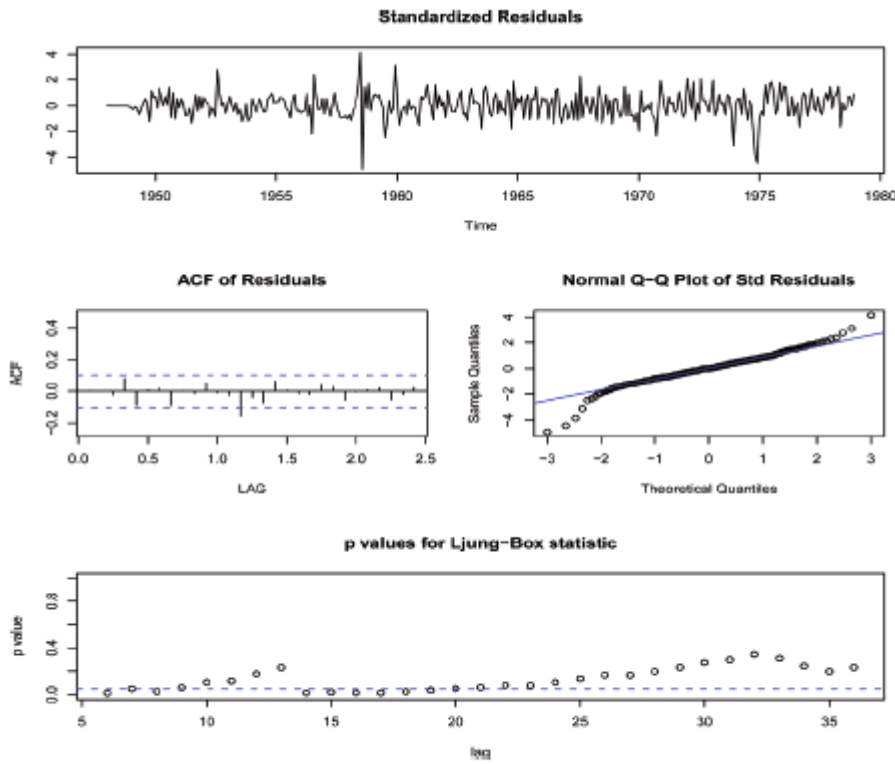 Standardized Residuals
4
2
0
-2
-4
1950 1955 1960 1965 1970 1975 1980
Time
ACF of Residuals
ACF
0.4
0.2
0.0
-0.2
0.0 0.5 1.0 1.5 2.0 2.5
LAG
Normal Q-Q Plot of Std Residuals
Sample Quantiles
4
2
0
-2
-4
-3 -2 -1 0 1 2 3
Theoretical Quantiles
p values for Ljung-Box statistic
p value
0.8
0.4
0.0
5 10 15 20 25 30 35
lag